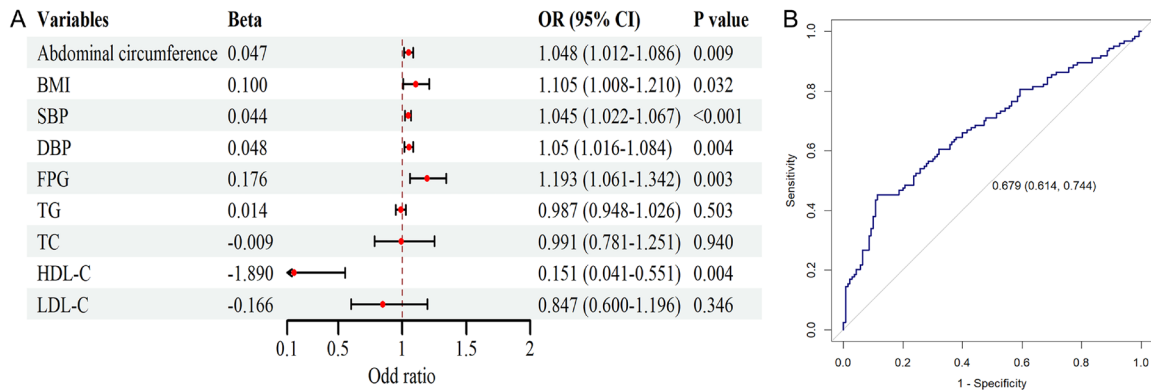 A
Variables Beta OR (95% CI) P value
Abdominal circumference 0.047 1.048 (1.012-1.086) 0.009
BMI 0.100 1.105 (1.008-1.210) 0.032
SBP 0.044 1.045 (1.022-1.067) <0.001
DBP 0.048 1.05 (1.016-1.084) 0.004
FPG 0.176 1.193 (1.061-1.342) 0.003
TG 0.014 0.987 (0.948-1.026) 0.503
TC -0.009 0.991 (0.781-1.251) 0.940
HDL-C -1.890 0.151 (0.041-0.551) 0.004
LDL-C -0.166 0.847 (0.600-1.196) 0.346
0.1 0.5 1 1.5 2
Odd ratio
B
Sensitivity
1.0
0.8
0.6
0.4
0.2
0.0
0.679 (0.614, 0.744)
0.0 0.2 0.4 0.6 0.8 1.0
1 - Specificity